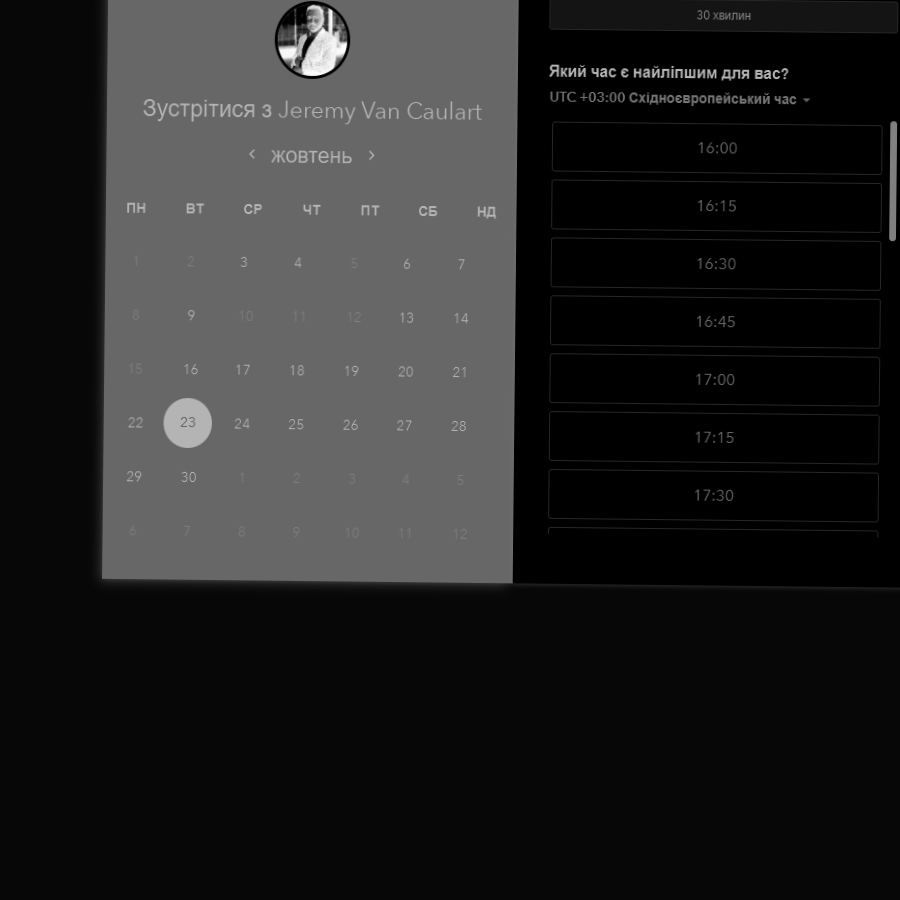 Зустрітися з Jeremy Van Caulart
жовтень
ПН ВТ СР ЧТ ПТ СБ НД
1 2 3 4 5 6 7
8 9 10 11 12 13 14
15 16 17 18 19 20 21
22 23 24 25 26 27 28
29 30 1 2 3 4 5
6 7 8 9 10 11 12
30 хвилин
Який час є найліпшим для вас?
UTC +03:00 Східноєвропейський час
16:00
16:15
16:30
16:45
17:00
17:15
17:30